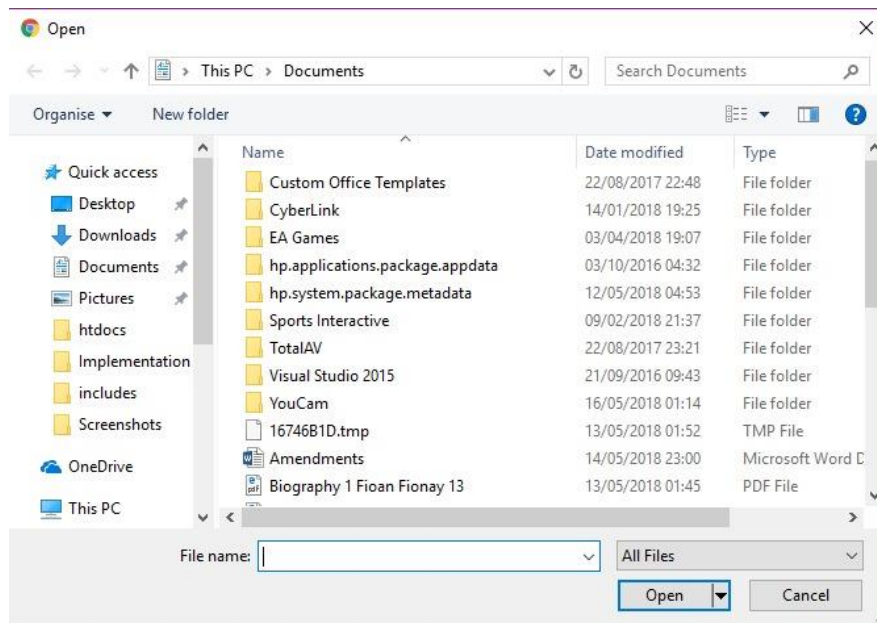 Open
This PC > Documents
Search Documents
Organise
New folder
Name Date modified Type
Quick access
Desktop
Downloads
Documents
Pictures
htdocs
Implementation
includes
Screenshots
OneDrive
This PC
Custom Office Templates 22/08/2017 22:48 File folder
CyberLink 14/01/2018 19:25 File folder
EA Games 03/04/2018 19:07 File folder
hp.applications.package.appdata 03/10/2016 04:32 File folder
hp.system.package.metadata 12/05/2018 04:53 File folder
Sports Interactive 09/02/2018 21:37 File folder
TotalAV 22/08/2017 23:21 File folder
Visual Studio 2015 21/09/2016 09:43 File folder
YouCam 16/05/2018 01:14 File folder
16746B1D.tmp 13/05/2018 01:52 TMP File
Amendments 14/05/2018 23:00 Microsoft Word D
Biography 1 Fioan Fionay 13 13/05/2018 01:45 PDF File
File name:
All Files
Open
Cancel